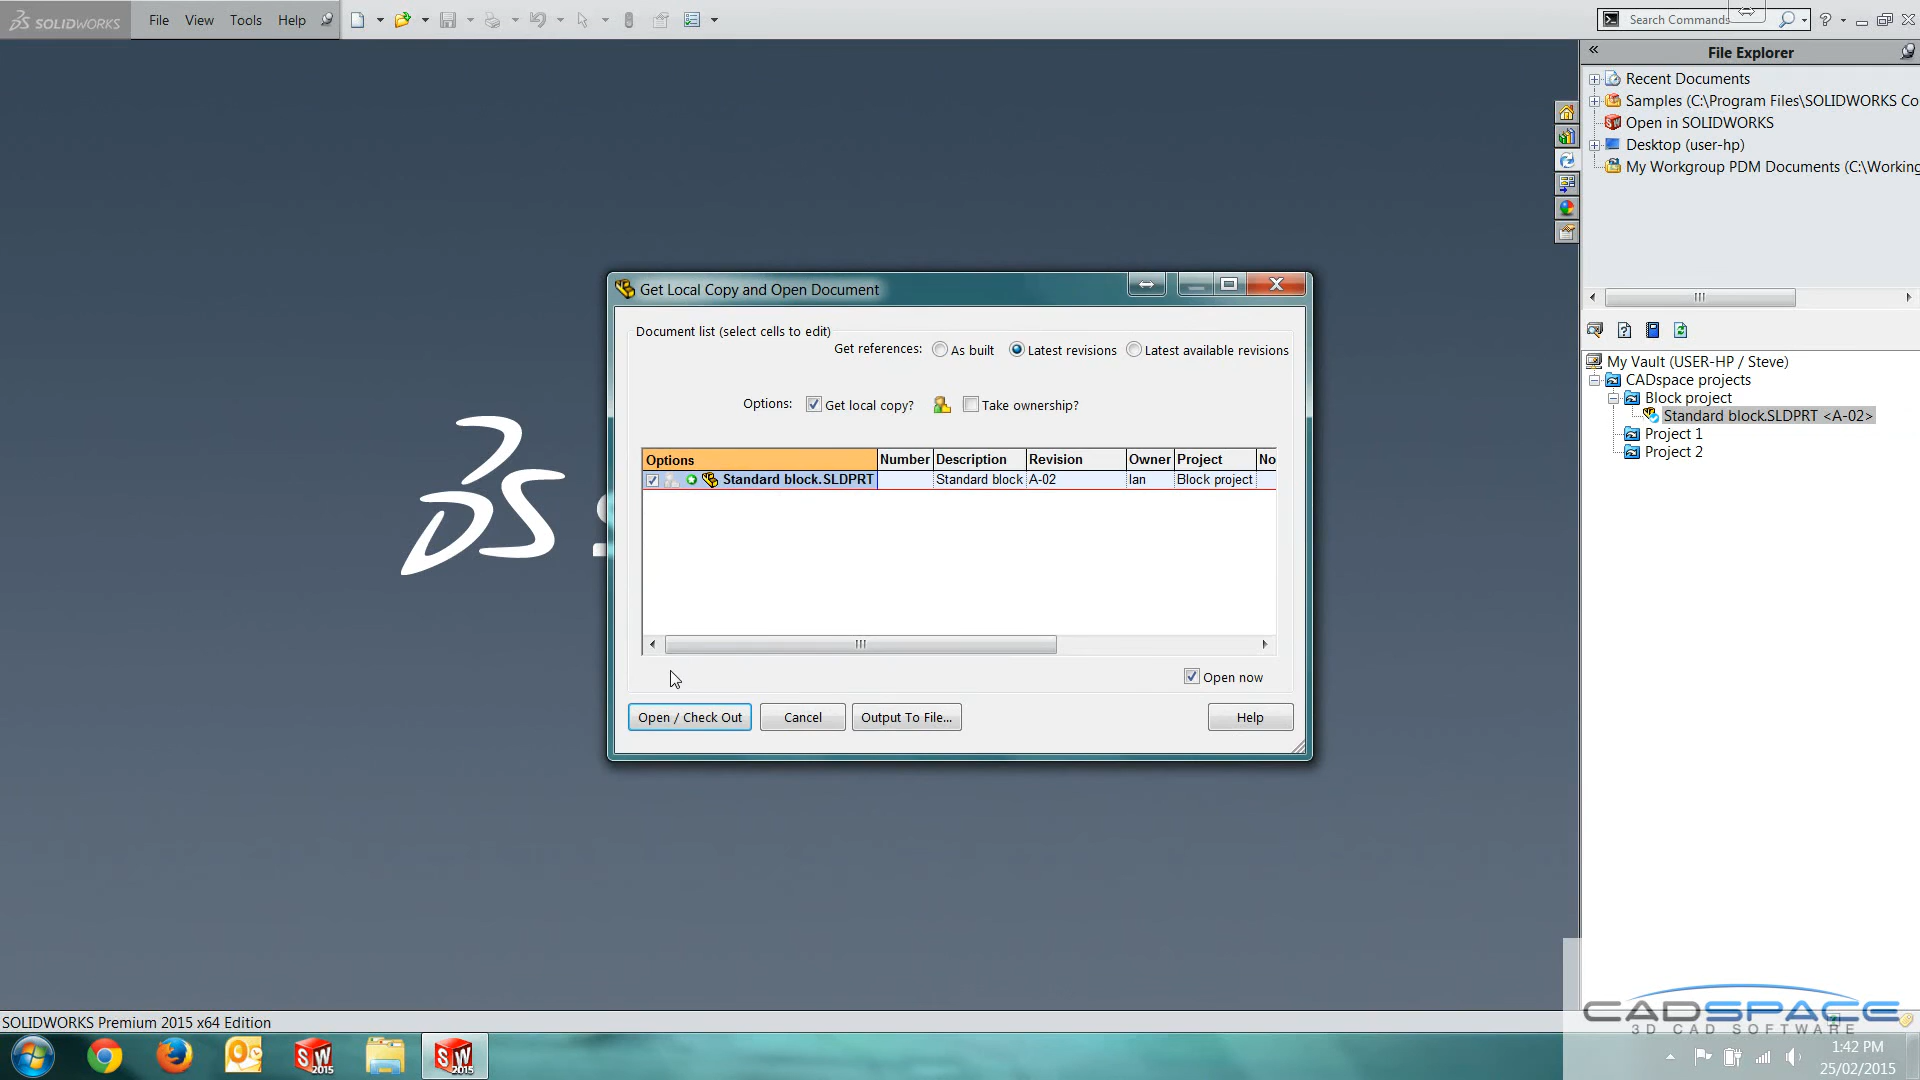 SOLIDWORKS File View Tools Help Search Commands
File Explorer
Recent Documents
Samples (C:\Program Files\SOLIDWORKS Co
Open in SOLIDWORKS
Desktop (user-hp)
My Workgroup PDM Documents (C:\Working
Get Local Copy and Open Document
Document list (select cells to edit)
Get references: As built Latest revisions Latest available revisions
Options: Get local copy? Take ownership?
Options Number Description Revision Owner Project No
Standard block.SLDPRT Standard block A-02 Ian Block project
Open now
Open / Check Out Cancel Output To File... Help
My Vault (USER-HP / Steve)
CADspace projects
Block project
Standard block.SLDPRT <A-02>
Project 1
Project 2
CADSPACE
3D CAD SOFTWARE
SOLIDWORKS Premium 2015 x64 Edition
SW 2015
SW 2015
1:42 PM
25/02/2015